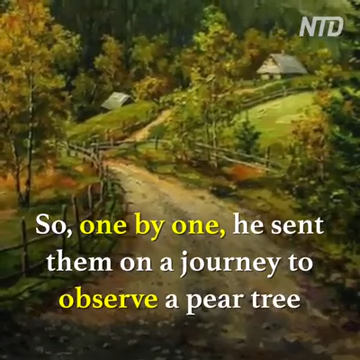 NTD
So, one by one, he sent
them on a journey to
observe a pear tree